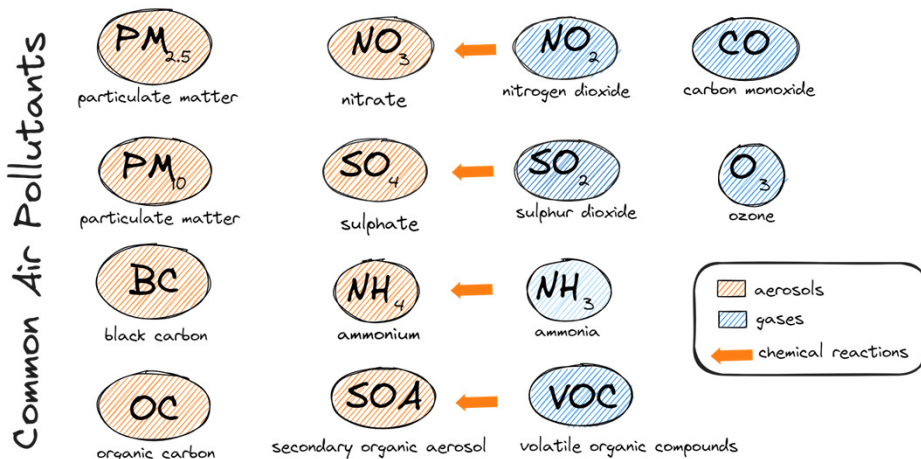 Common Air Pollutants
PM2.5
particulate matter
NO3
nitrate
NO2
nitrogen dioxide
CO
carbon monoxide
PM10
particulate matter
SO4
sulphate
SO2
sulphur dioxide
O3
ozone
BC
black carbon
NH4
ammonium
NH3
ammonia
OC
organic carbon
SOA
secondary organic aerosol
VOC
volatile organic compounds
aerosols
gases
chemical reactions